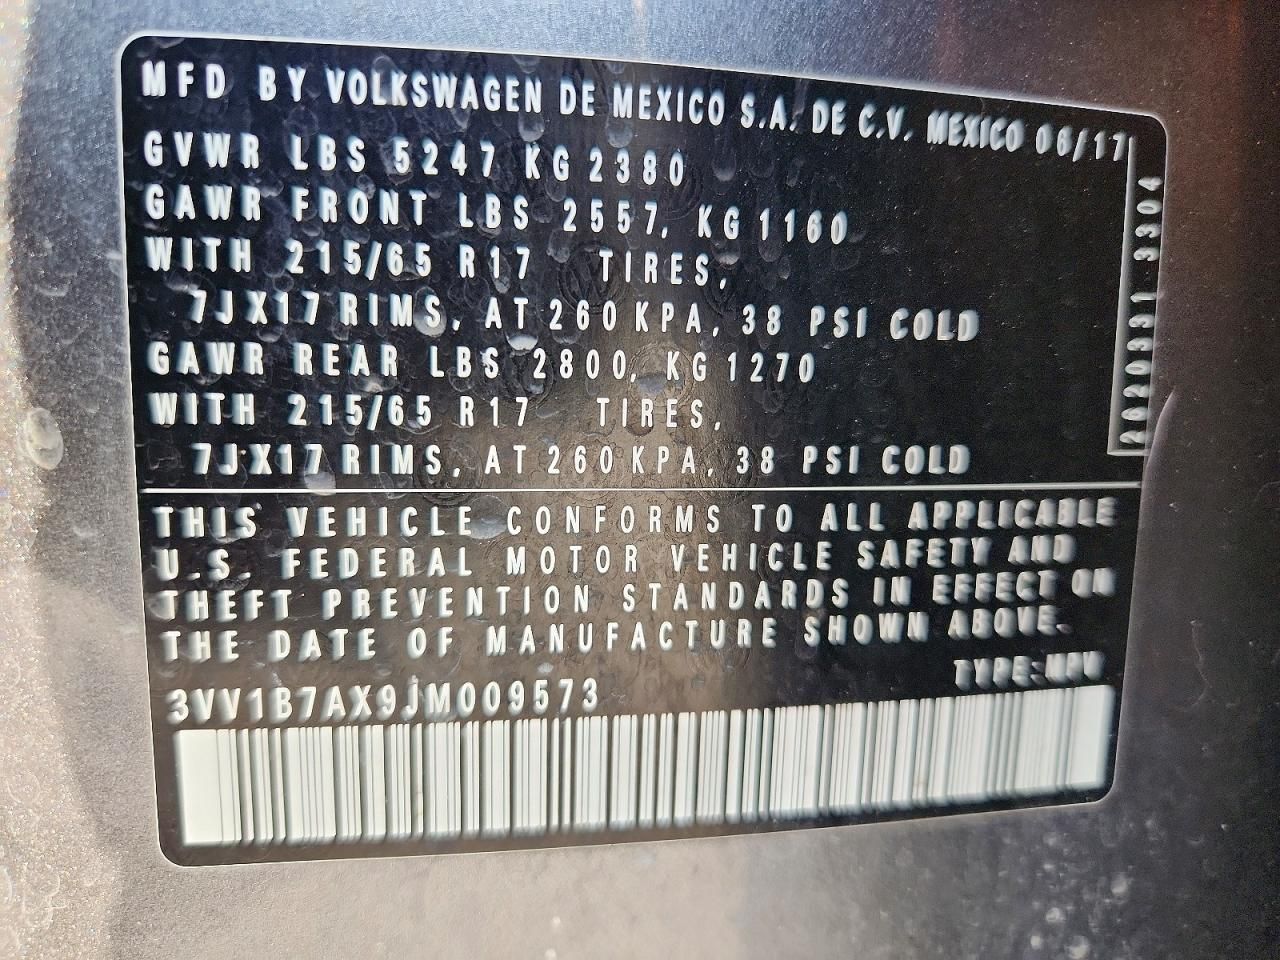 MFD BY VOLKSWAGEN DE MEXICO S.A. DE C.V. MEXICO 06/17
GVWR LBS 5247 KG 2380
GAWR FRONT LBS 2557, KG 1160
WITH 215/65 R17 TIRES,
7JX17 RIMS, AT 260 KPA, 38 PSI COLD
GAWR REAR LBS 2800, KG 1270
WITH 215/65 R17 TIRES,
7JX17 RIMS, AT 260 KPA, 38 PSI COLD
262033J 3304
THIS VEHICLE CONFORMS TO ALL APPLICABLE
U.S. FEDERAL MOTOR VEHICLE SAFETY AND
THEFT PREVENTION STANDARDS IN EFFECT ON
THE DATE OF MANUFACTURE SHOWN ABOVE.
TYPE: MPV
3VV1B7AX9JM009573